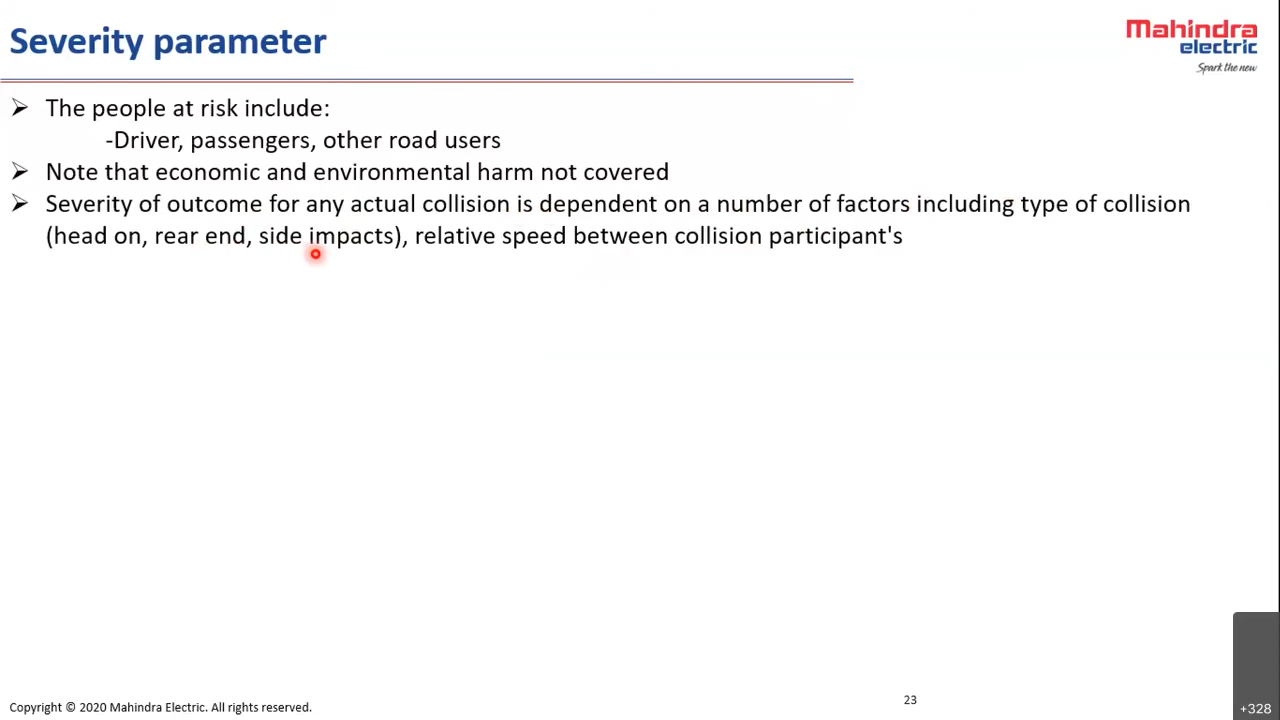 Severity parameter
Mahindra
electric
Spark the new
➢ The people at risk include:
-Driver, passengers, other road users
➢ Note that economic and environmental harm not covered
➢ Severity of outcome for any actual collision is dependent on a number of factors including type of collision
(head on, rear end, side impacts), relative speed between collision participant's
Copyright © 2020 Mahindra Electric. All rights reserved.
23
+328